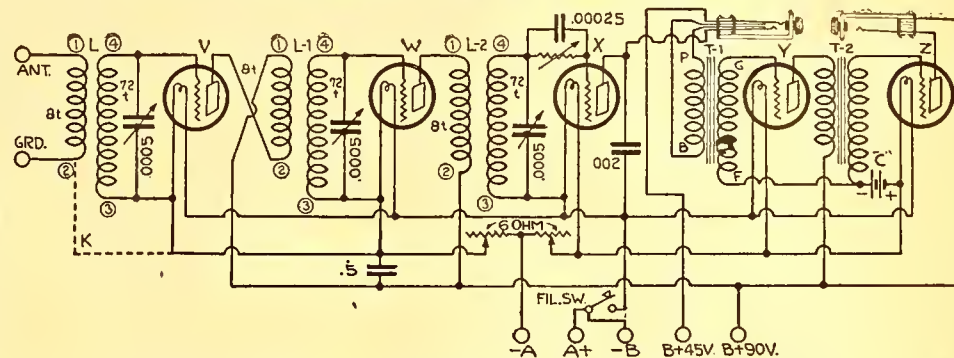 .00025
① L ④ V ① L-1 ④ W ① L-2 ④ X T-1 Y T-2 Z
ANT.
P G
72 t 8t 72 t 72 t
8t 8t
.0005 .0005 .0005
GRD.
② ② ② 002 B F "C"
③ ③ ③ - +
K 6 OHM
.5
FIL.SW.
-A A+ -B B+45V. B+90V.